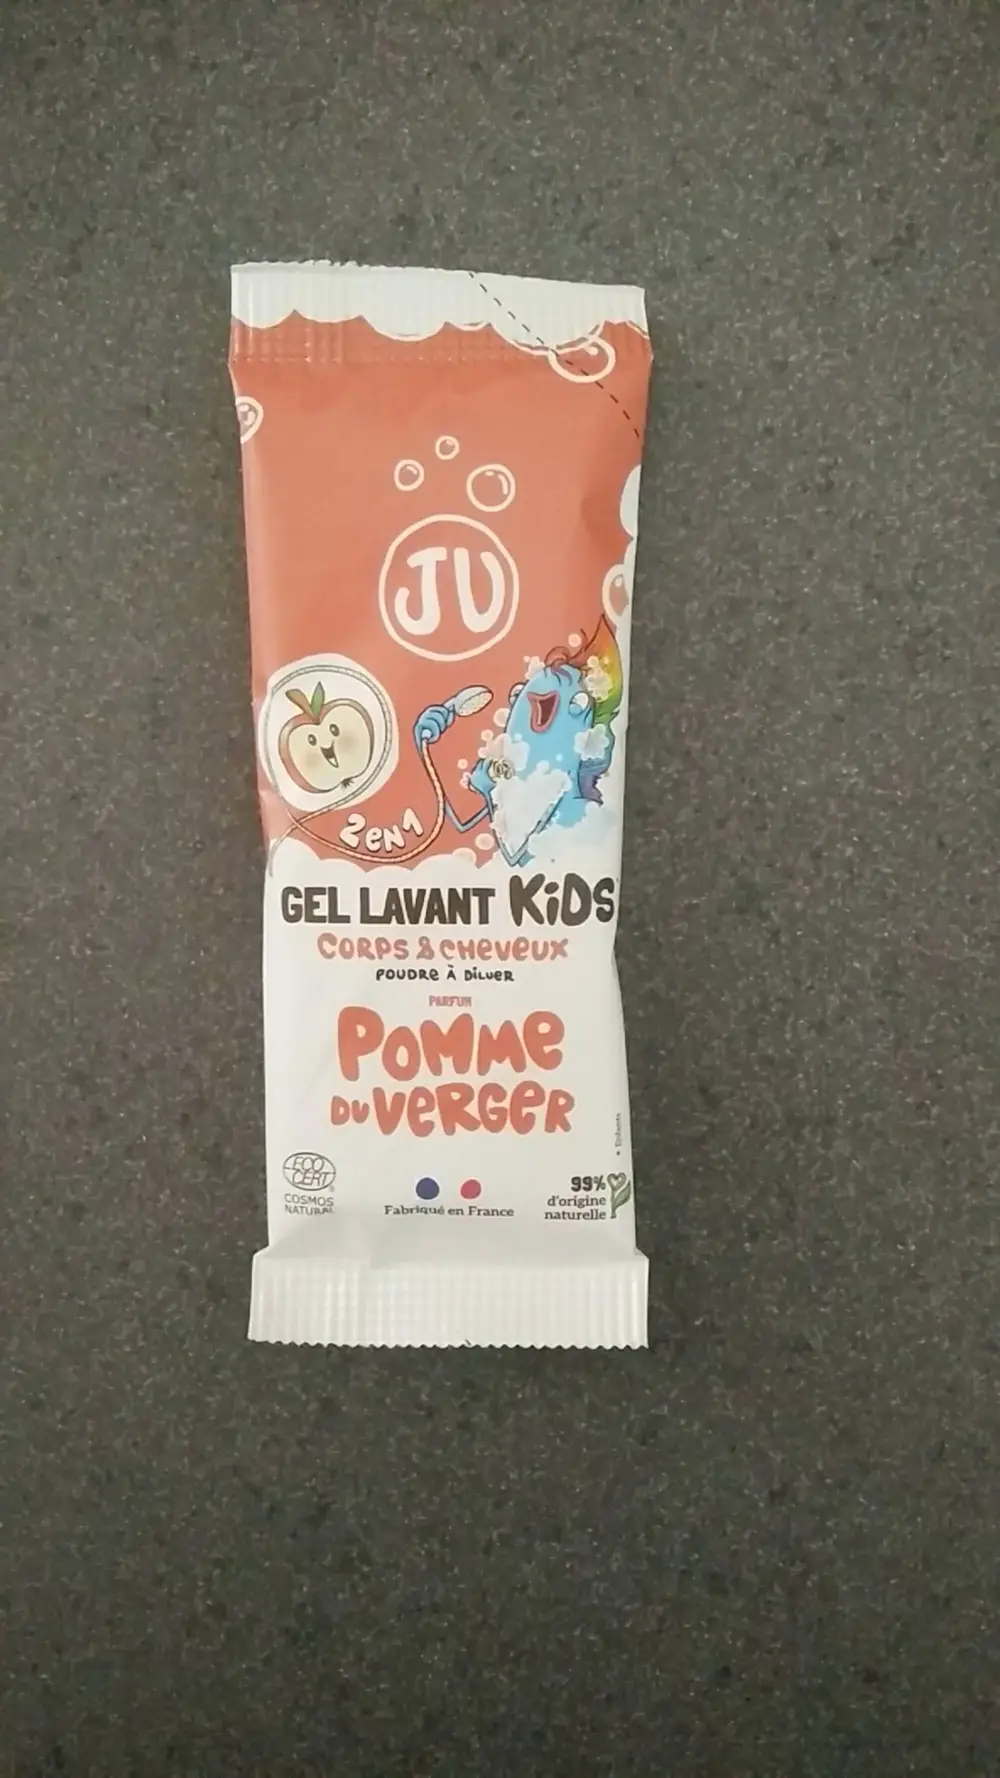 JU
2EN1
GEL LAVANT KiDS
CORPS & CHEVEUX
POUDRE À DiLUER
PARFUM
POMMe
DU VERGER
ECO
CERT®
COSMOS
NATURAL
Fabriqué en France
99%
d'origine
naturelle
* Enfants